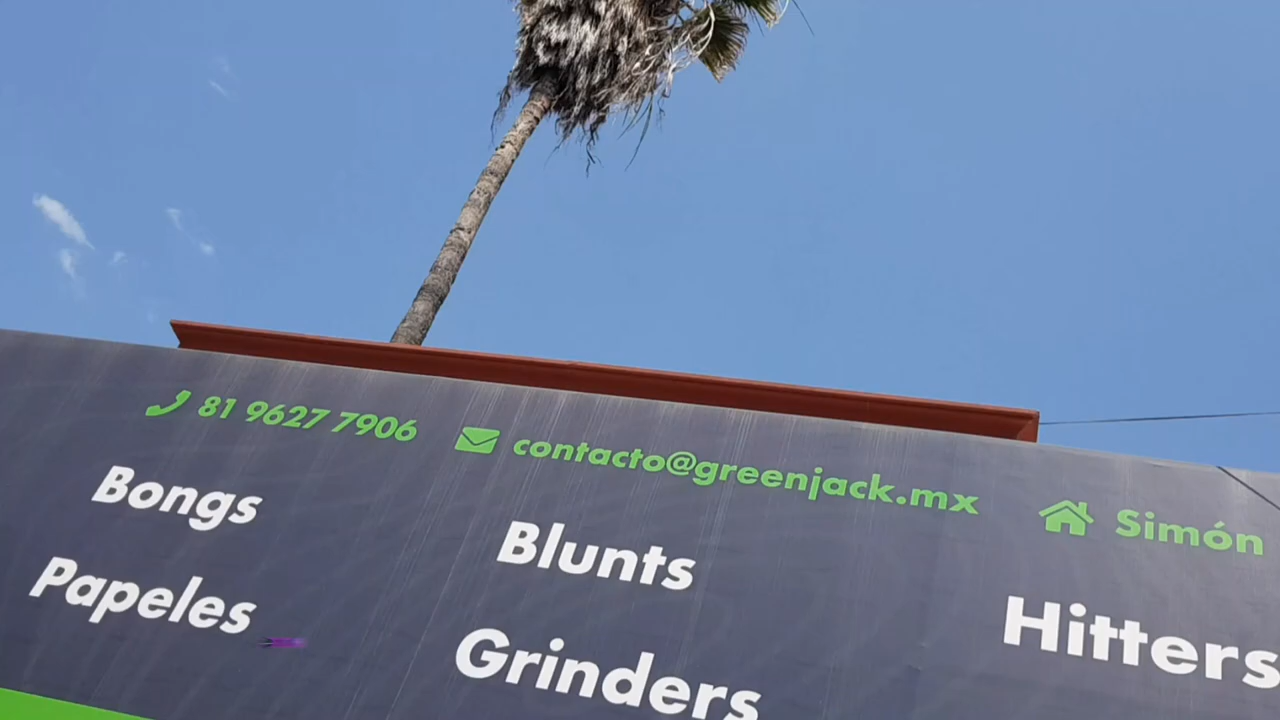 81 9627 7906 contacto@greenjack.mx Simón
Bongs Blunts Hitters
Papeles Grinders